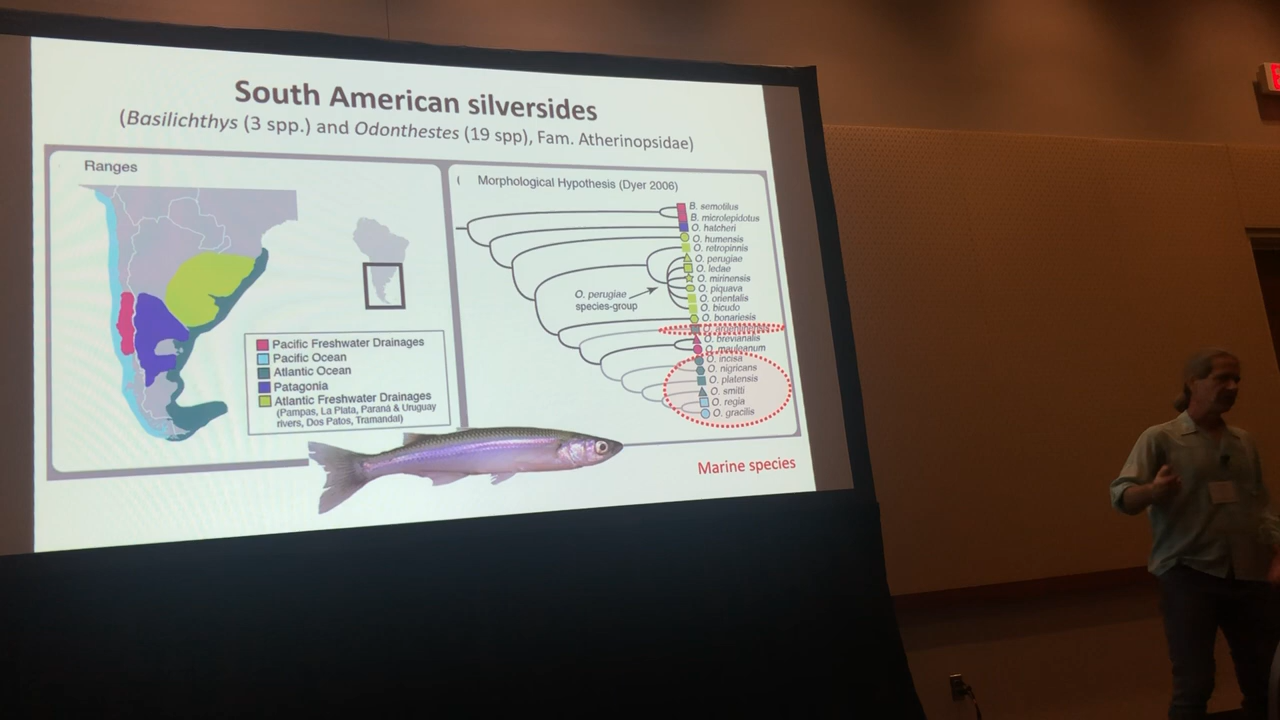 South American silversides
(Basilichthys (3 spp.) and Odonthestes (19 spp), Fam. Atherinopsidae)
Ranges
Pacific Freshwater Drainages
Pacific Ocean
Atlantic Ocean
Patagonia
Atlantic Freshwater Drainages
(Pampas, La Plata, Paraná & Uruguay
rivers, Dos Patos, Tramandaí)
( Morphological Hypothesis (Dyer 2006)
B. semotilus
B. microlepidotus
O. hatcheri
O. humensis
O. retropinnis
O. perugiae
O. ledae
O. mirinensis
O. piquava
O. orientalis
O. bicudo
O. bonariesis
O. brevianalis
O. mauleanum
O. incisa
O. nigricans
O. platensis
O. smitti
O. regia
O. gracilis
O. perugiae
species-group
Marine species